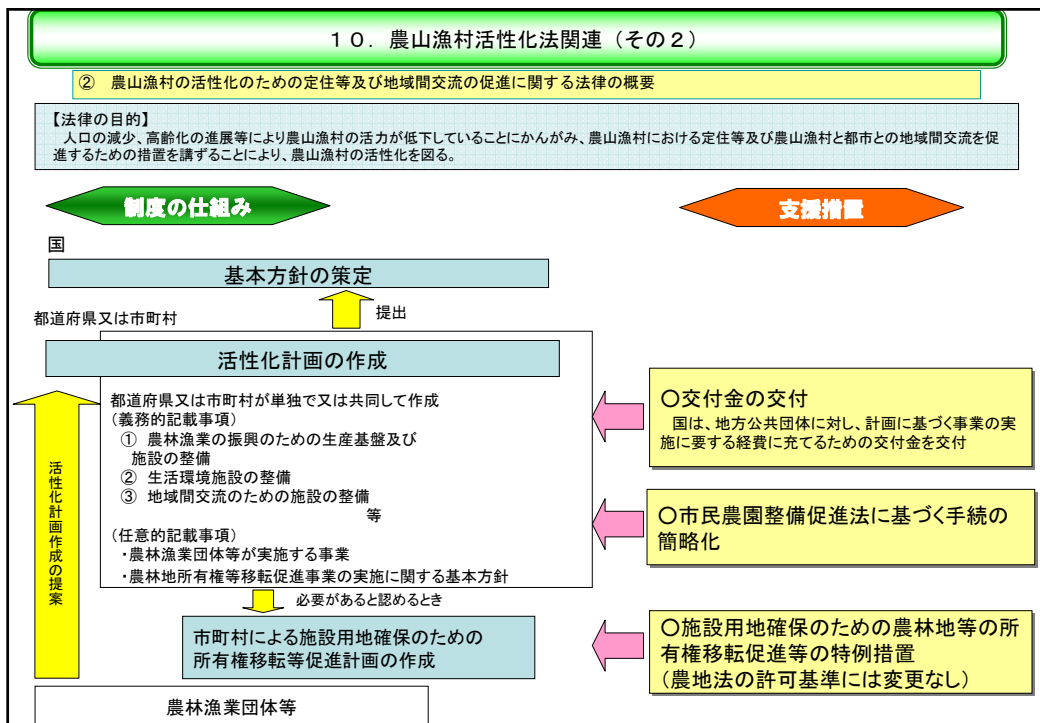 １０．農山漁村活性化法関連（その２）
②　農山漁村の活性化のための定住等及び地域間交流の促進に関する法律の概要
【法律の目的】
人口の減少、高齢化の進展等により農山漁村の活力が低下していることにかんがみ、農山漁村における定住等及び農山漁村と都市との地域間交流を促
進するための措置を講ずることにより、農山漁村の活性化を図る。
制度の仕組み
支援措置
国
基本方針の策定
提出
都道府県又は市町村
活性化計画の作成
都道府県又は市町村が単独で又は共同して作成
（義務的記載事項）
①　農林漁業の振興のための生産基盤及び
施設の整備
②　生活環境施設の整備
③　地域間交流のための施設の整備
等
（任意的記載事項）
・農林漁業団体等が実施する事業
・農林地所有権等移転促進事業の実施に関する基本方針
必要があると認めるとき
市町村による施設用地確保のための
所有権移転等促進計画の作成
活性化計画作成の提案
農林漁業団体等
○交付金の交付
国は、地方公共団体に対し、計画に基づく事業の実
施に要する経費に充てるための交付金を交付
○市民農園整備促進法に基づく手続の
簡略化
○施設用地確保のための農林地等の所
有権移転促進等の特例措置
（農地法の許可基準には変更なし）